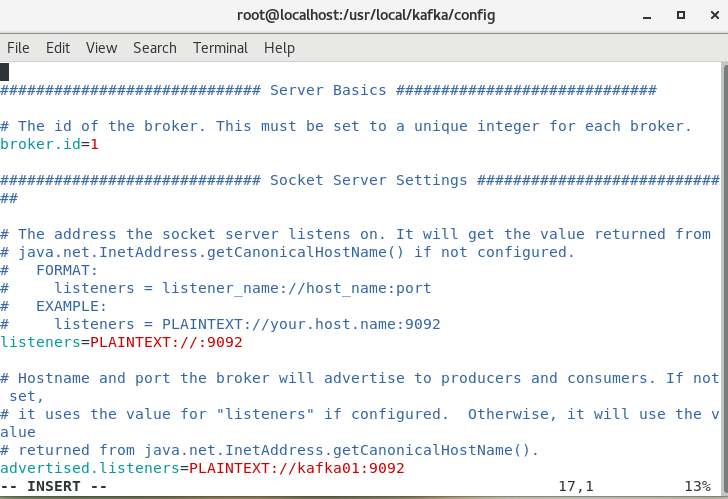 root@localhost:/usr/local/kafka/config
File Edit View Search Terminal Help
############################# Server Basics #############################
# The id of the broker. This must be set to a unique integer for each broker.
broker.id=1
############################# Socket Server Settings ###########################
##
# The address the socket server listens on. It will get the value returned from
# java.net.InetAddress.getCanonicalHostName() if not configured.
#   FORMAT:
#     listeners = listener_name://host_name:port
#   EXAMPLE:
#     listeners = PLAINTEXT://your.host.name:9092
listeners=PLAINTEXT://:9092
# Hostname and port the broker will advertise to producers and consumers. If not
 set,
# it uses the value for "listeners" if configured.  Otherwise, it will use the v
alue
# returned from java.net.InetAddress.getCanonicalHostName().
advertised.listeners=PLAINTEXT://kafka01:9092
-- INSERT -- 17,1 13%